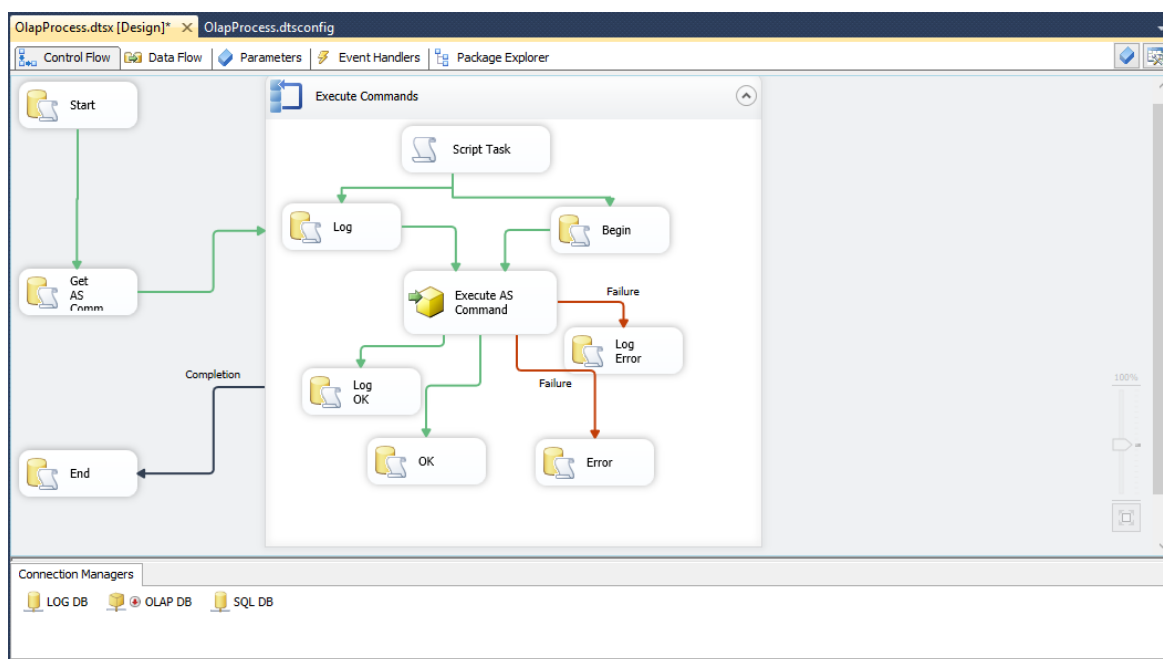 OlapProcess.dtsx [Design]* OlapProcess.dtsconfig
Control Flow Data Flow Parameters Event Handlers Package Explorer
Start
Execute Commands
Script Task
Log
Begin
Get
AS
Comm
Execute AS
Command
Failure
Log
Error
Completion
Log
OK
Failure
100%
End
OK
Error
Connection Managers
LOG DB OLAP DB SQL DB